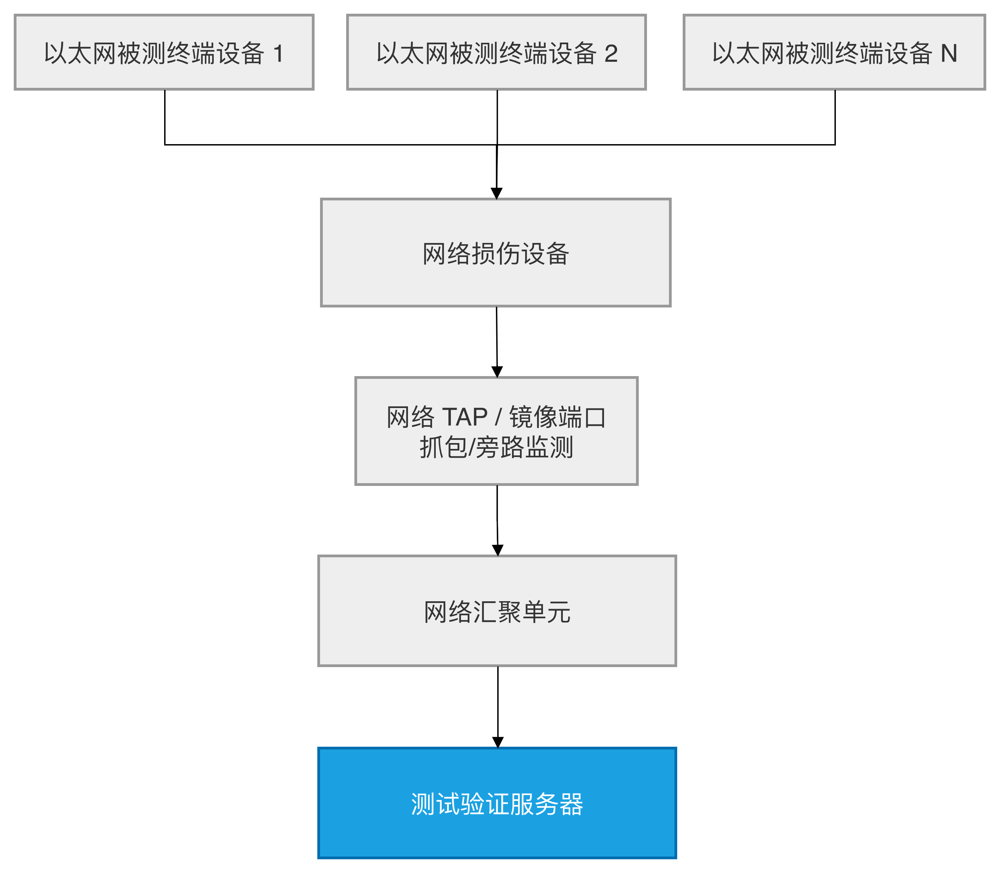 以太网被测终端设备 1
以太网被测终端设备 2
以太网被测终端设备 N
网络损伤设备
网络 TAP / 镜像端口
抓包/旁路监测
网络汇聚单元
测试验证服务器